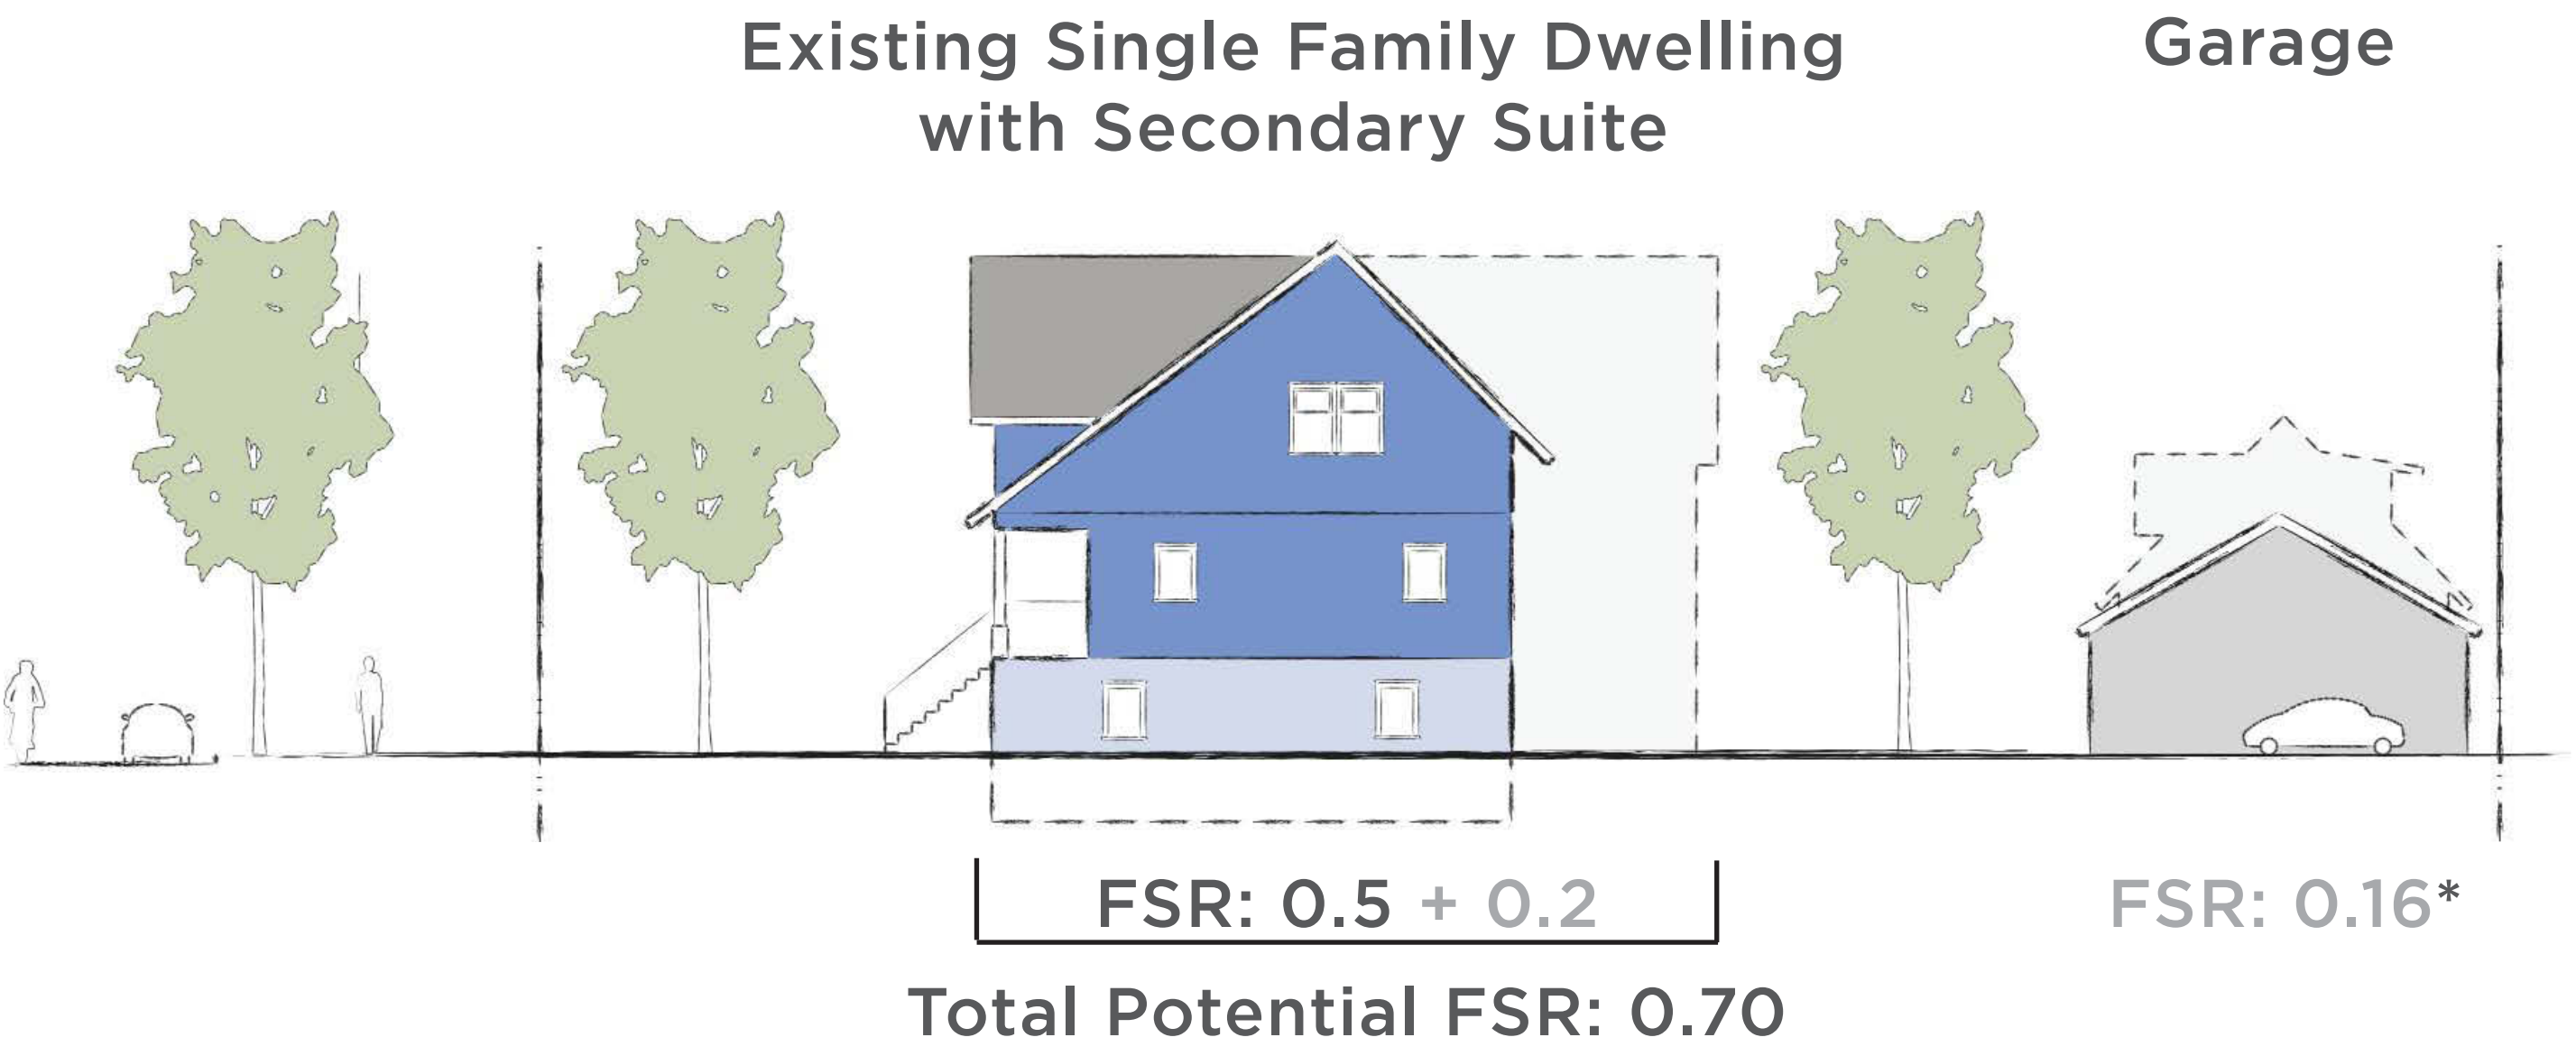 Existing Single Family Dwelling
with Secondary Suite
Garage
FSR: 0.5 + 0.2
FSR: 0.16*
Total Potential FSR: 0.70